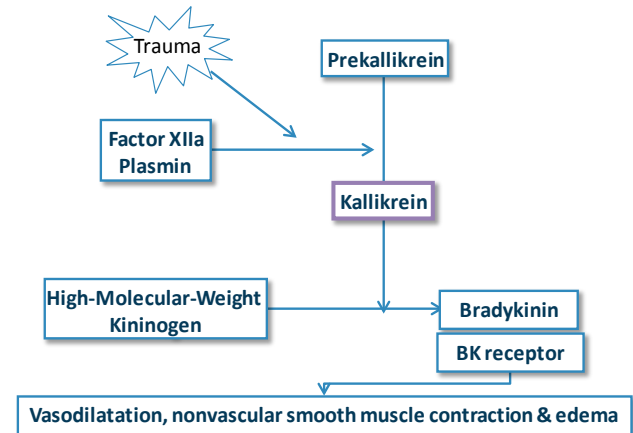 Trauma
Prekallikrein
Factor XIIa
Plasmin
Kallikrein
High-Molecular-Weight
Kininogen
Bradykinin
BK receptor
Vasodilatation, nonvascular smooth muscle contraction & edema